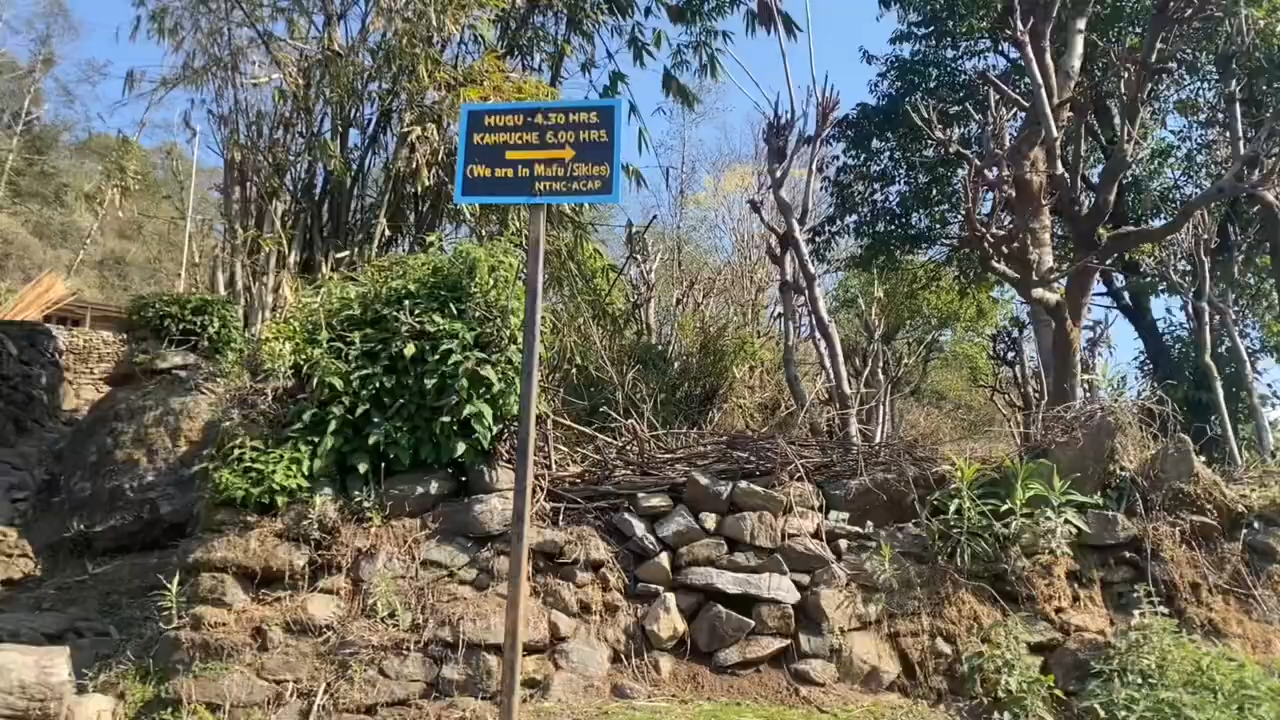 HUGU - 4.30 HRS.
KAHPUCHE 6.00 HRS.
(We are In Mafu /Sikles)
NTNC-ACAP